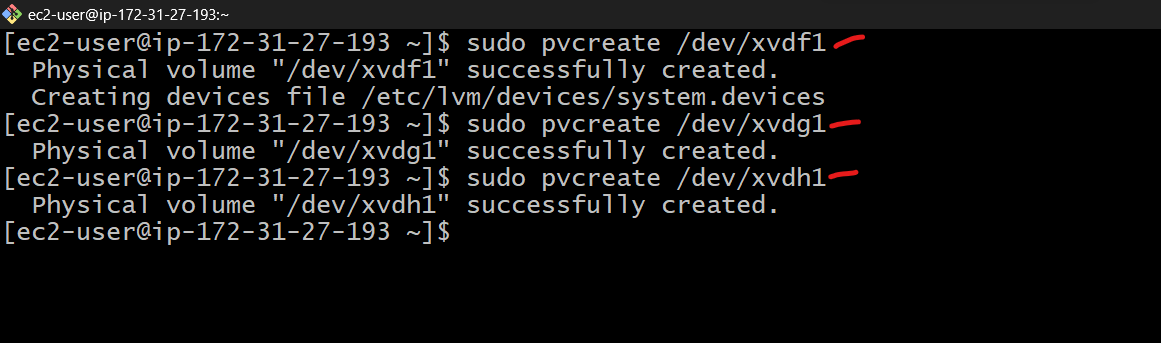 ec2-user@ip-172-31-27-193:~
[ec2-user@ip-172-31-27-193 ~]$ sudo pvcreate /dev/xvdf1
  Physical volume "/dev/xvdf1" successfully created.
  Creating devices file /etc/lvm/devices/system.devices
[ec2-user@ip-172-31-27-193 ~]$ sudo pvcreate /dev/xvdg1
  Physical volume "/dev/xvdg1" successfully created.
[ec2-user@ip-172-31-27-193 ~]$ sudo pvcreate /dev/xvdh1
  Physical volume "/dev/xvdh1" successfully created.
[ec2-user@ip-172-31-27-193 ~]$